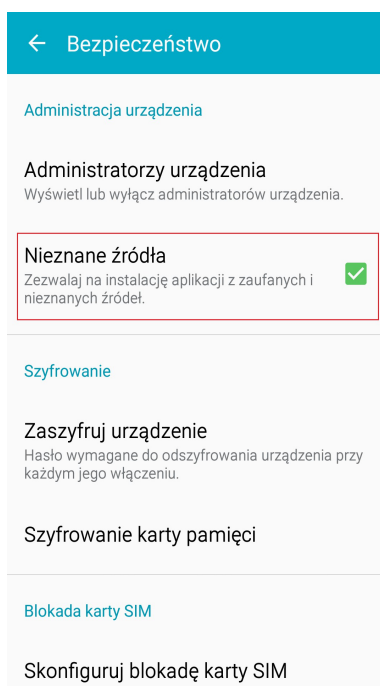 Bezpieczeństwo
Administracja urządzenia
Administratorzy urządzenia
Wyświetl lub wyłącz administratorów urządzenia.
Nieznane źródła
Zezwalaj na instalację aplikacji z zaufanych i
nieznanych źródeł.
Szyfrowanie
Zaszyfruj urządzenie
Hasło wymagane do odszyfrowania urządzenia przy
każdym jego włączeniu.
Szyfrowanie karty pamięci
Blokada karty SIM
Skonfiguruj blokadę karty SIM